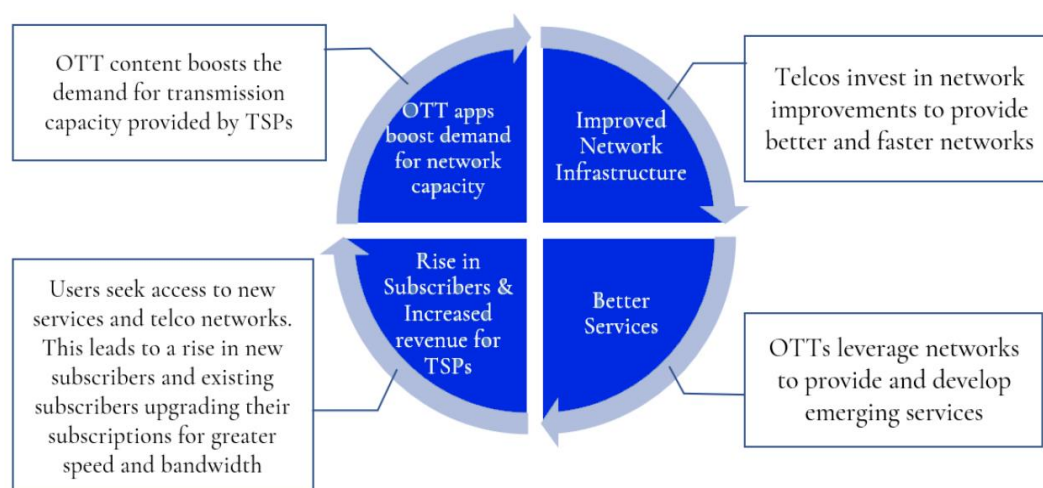 OTT content boosts the
demand for transmission
capacity provided by TSPs
OTT apps
boost demand
for network
capacity
Improved
Network
Infrastructure
Telcos invest in network
improvements to provide
better and faster networks
Users seek access to new
services and telco networks.
This leads to a rise in new
subscribers and existing
subscribers upgrading their
subscriptions for greater
speed and bandwidth
Rise in
Subscribers &
Increased
revenue for
TSPs
Better
Services
OTTs leverage networks
to provide and develop
emerging services